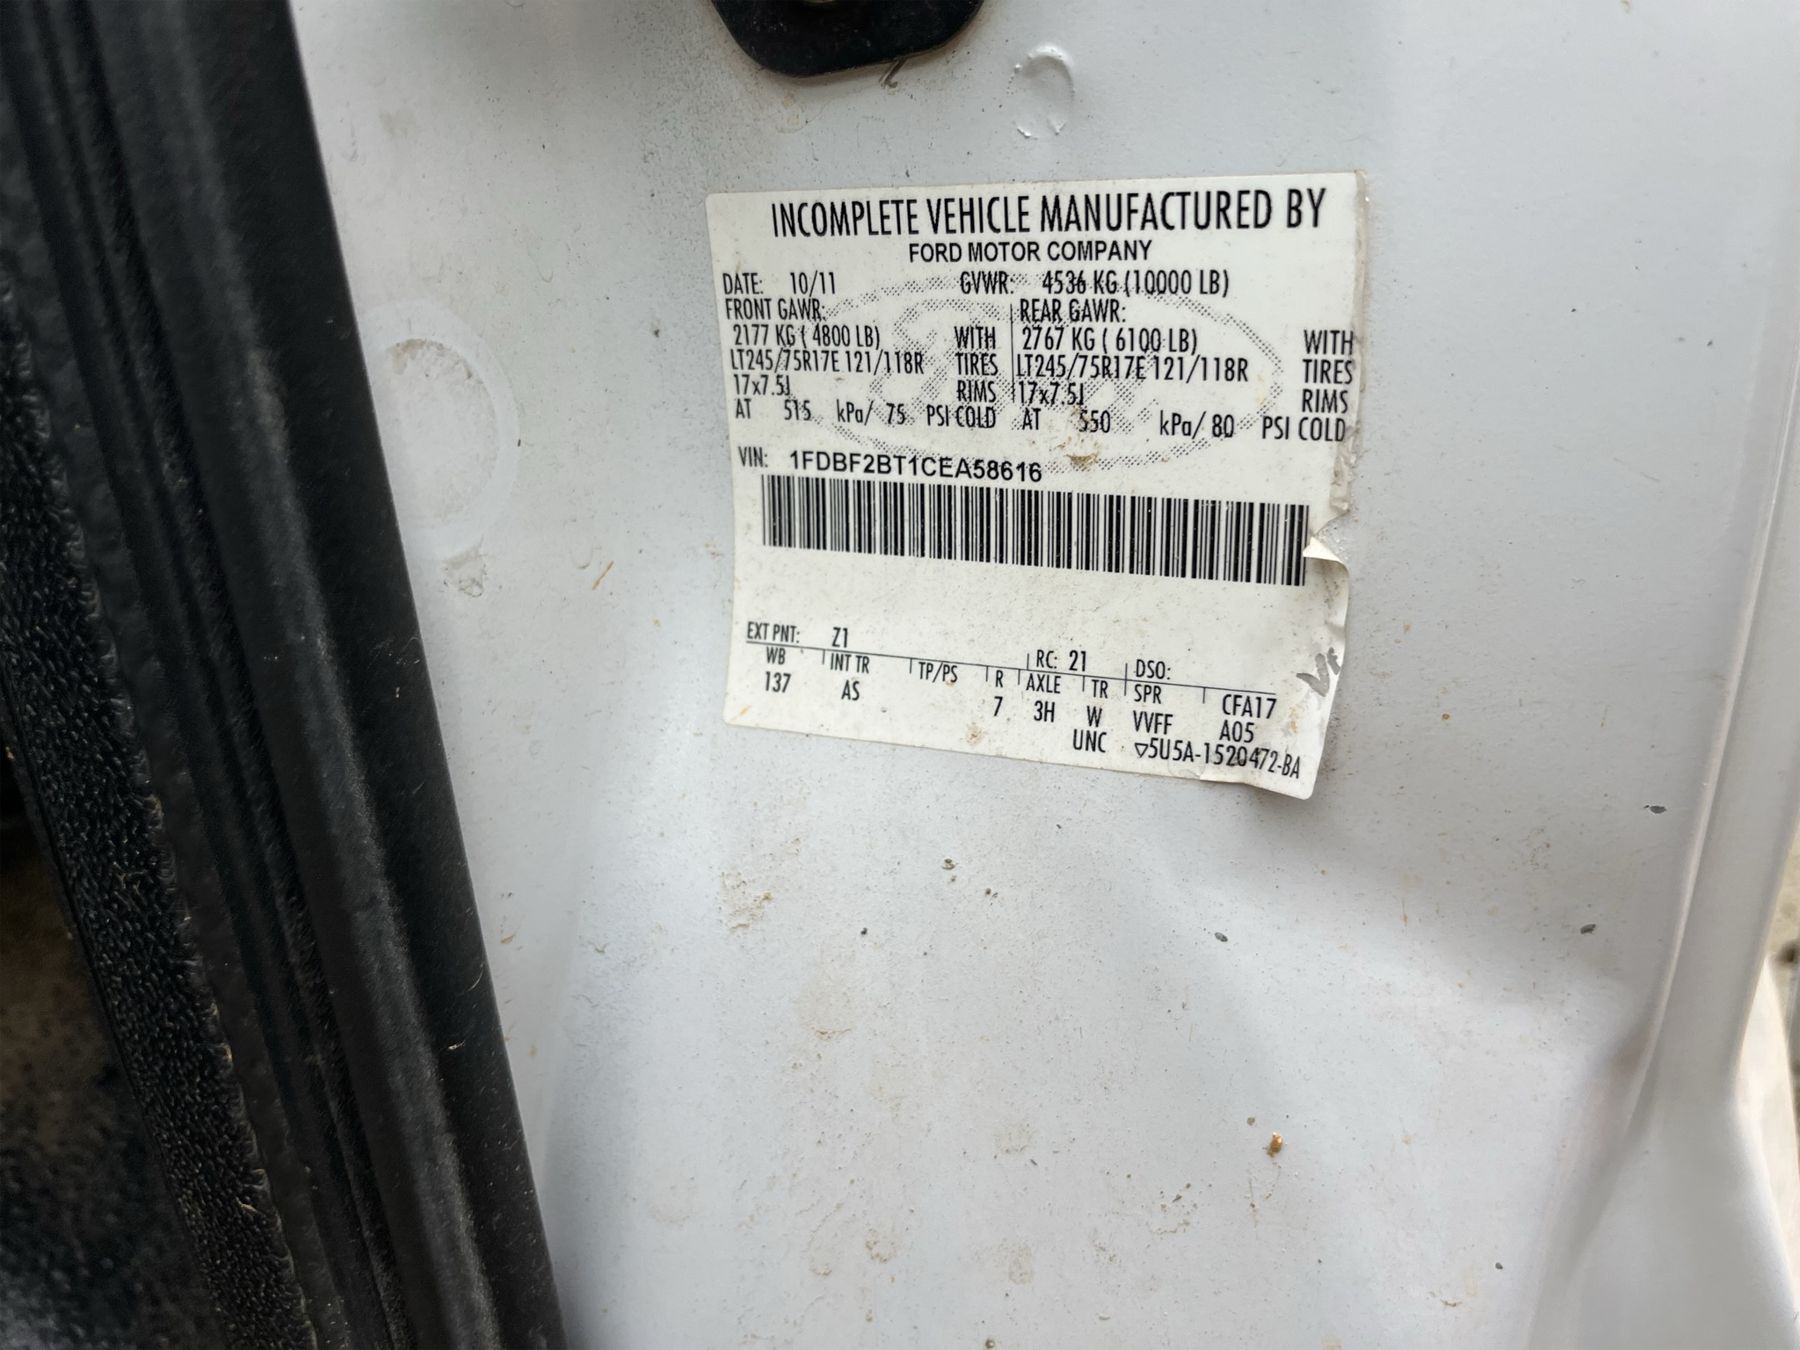 INCOMPLETE VEHICLE MANUFACTURED BY
FORD MOTOR COMPANY
DATE: 10/11 GVWR: 4536 KG (10000 LB)
FRONT GAWR: REAR GAWR:
2177 KG ( 4800 LB) WITH 2767 KG ( 6100 LB) WITH
LT245/75R17E 121/118R TIRES LT245/75R17E 121/118R TIRES
17x7.5J RIMS 17x7.5J RIMS
AT 515 kPa/ 75 PSI COLD AT 550 kPa/ 80 PSI COLD
VIN: 1FDBF2BT1CEA58616
EXT PNT: Z1 RC: 21 DSO:
WB INT TR TP/PS R AXLE TR SPR CFA17
137 AS 7 3H W VVFF A05
UNC ▽5U5A-1520472-BA